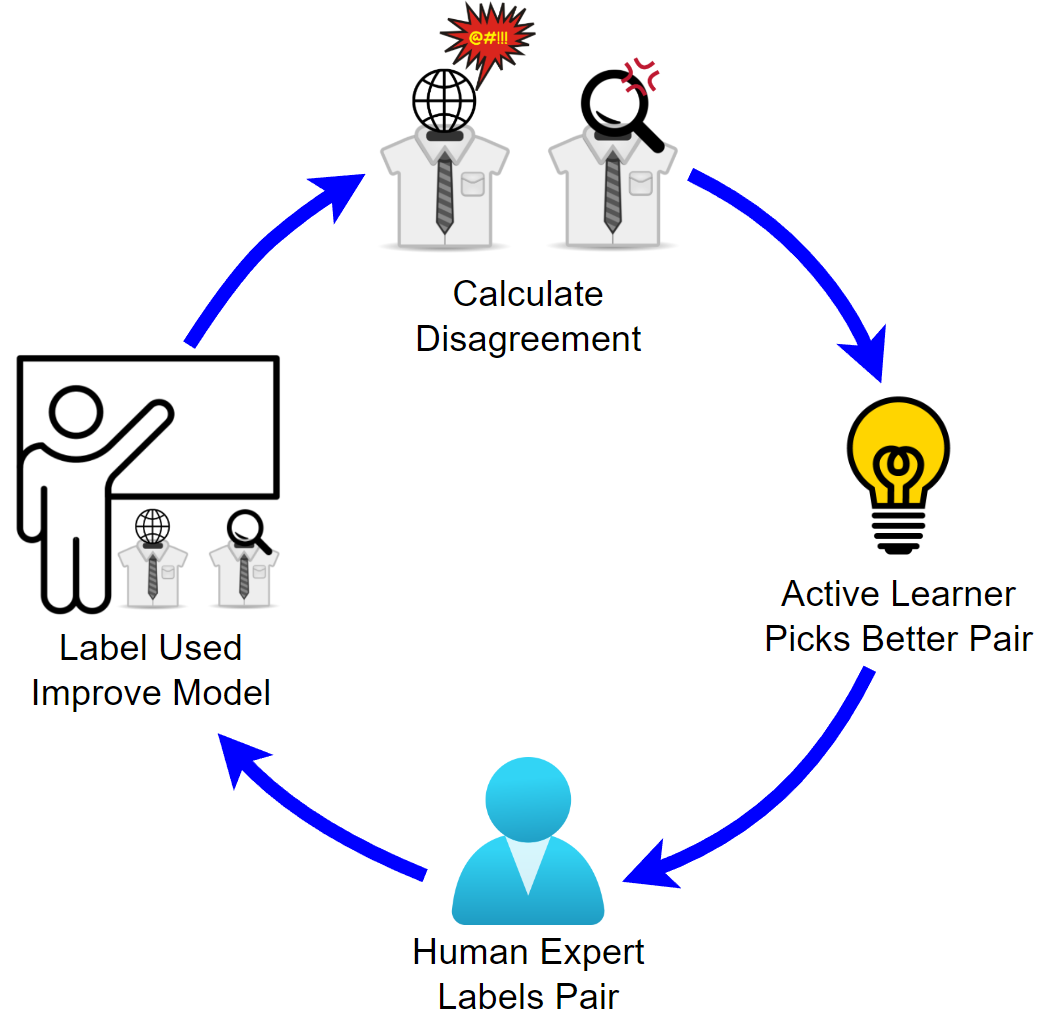 @#!!!
Calculate
Disagreement
Active Learner
Picks Better Pair
Human Expert
Labels Pair
Label Used
Improve Model